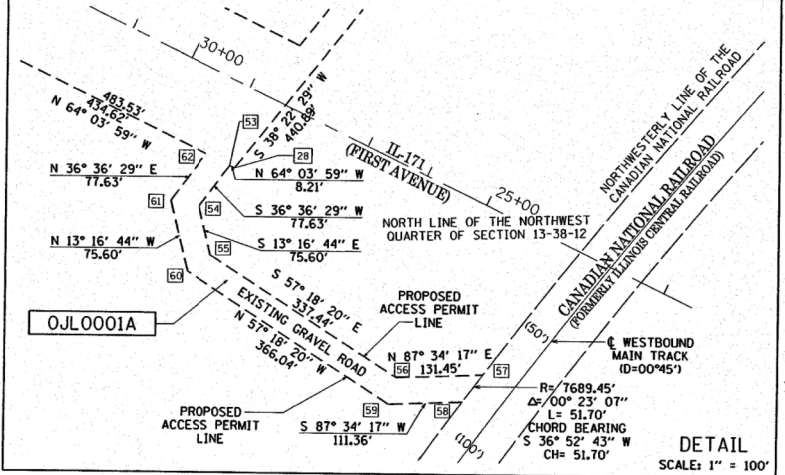 30+00
483.53'
434.62'
N 64° 03' 59" W
S 38° 22' 29" W
440.89'
53
28
62
N 64° 03' 59" W
8.21'
N 36° 36' 29" E
77.63'
61
54
S 36° 36' 29" W
77.63'
IL-171
(FIRST AVENUE)
25+00
NORTHWESTERLY LINE OF THE
CANADIAN NATIONAL RAILROAD
CANADIAN NATIONAL RAILROAD
(FORMERLY ILLINOIS CENTRAL RAILROAD)
NORTH LINE OF THE NORTHWEST
QUARTER OF SECTION 13-38-12
N 13° 16' 44" W
75.60'
55
S 13° 16' 44" E
75.60'
60
OJL0001A
S 57° 18' 20" E
337.44'
EXISTING GRAVEL ROAD
N 57° 18' 20" W
366.04'
PROPOSED
ACCESS PERMIT
LINE
N 87° 34' 17" E
131.45'
56
57
(50')
℄ WESTBOUND
MAIN TRACK
(D=00°45')
59
58
S 87° 34' 17" W
111.36'
PROPOSED
ACCESS PERMIT
LINE
(100')
R= 7689.45'
Δ= 00° 23' 07"
L= 51.70'
CHORD BEARING
S 36° 52' 43" W
CH= 51.70'
DETAIL
SCALE: 1" = 100'